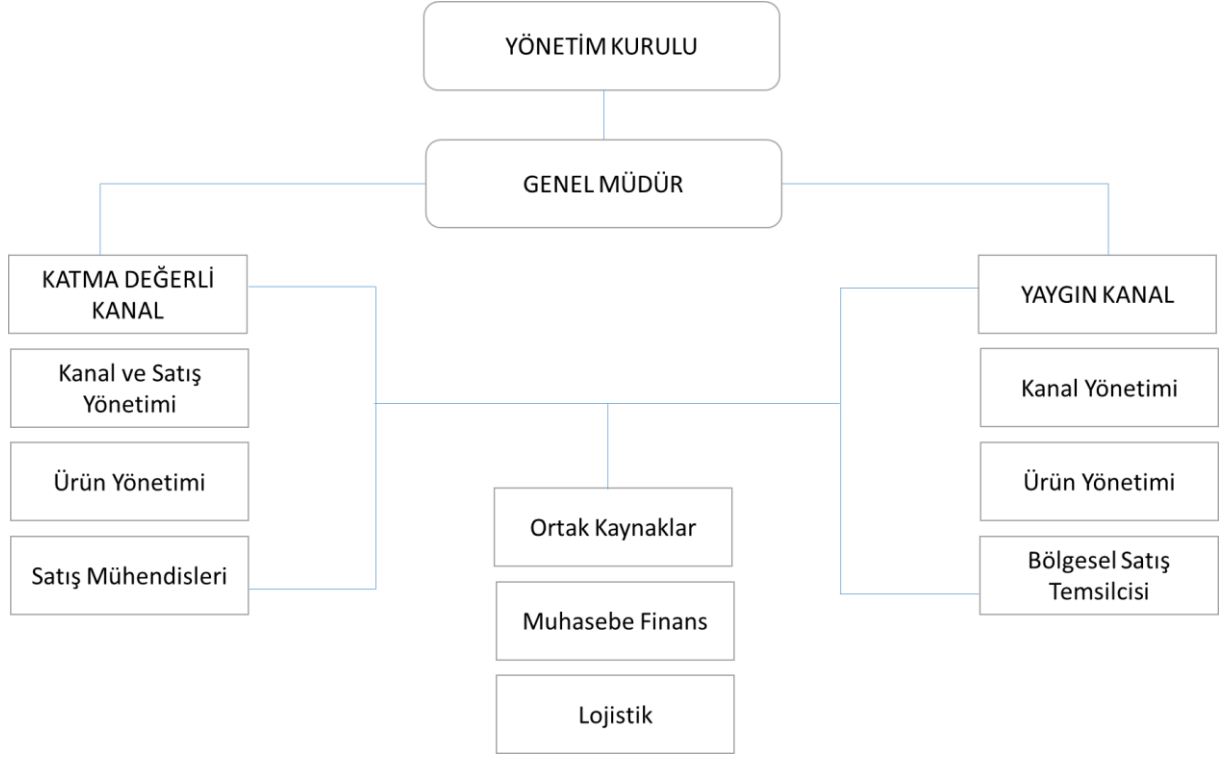 YÖNETİM KURULU
GENEL MÜDÜR
KATMA DEĞERLİ
KANAL
Kanal ve Satış
Yönetimi
Ürün Yönetimi
Satış Mühendisleri
Ortak Kaynaklar
Muhasebe Finans
Lojistik
YAYGIN KANAL
Kanal Yönetimi
Ürün Yönetimi
Bölgesel Satış
Temsilcisi